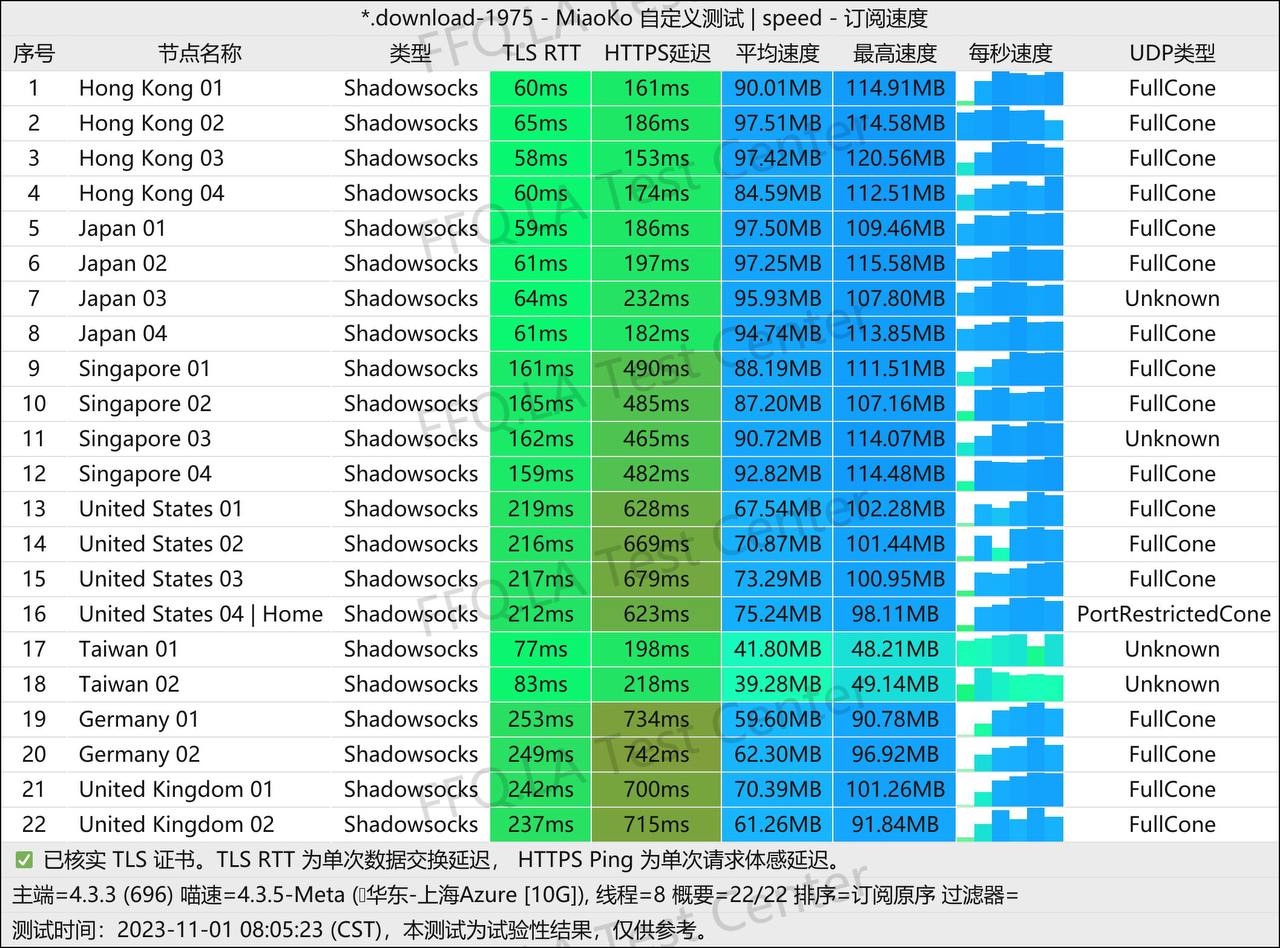 *.download-1975 - MiaoKo 自定义测试 | speed - 订阅速度
序号 节点名称 类型 TLS RTT HTTPS延迟 平均速度 最高速度 每秒速度 UDP类型
1 Hong Kong 01 Shadowsocks 60ms 161ms 90.01MB 114.91MB FullCone
2 Hong Kong 02 Shadowsocks 65ms 186ms 97.51MB 114.58MB FullCone
3 Hong Kong 03 Shadowsocks 58ms 153ms 97.42MB 120.56MB FullCone
4 Hong Kong 04 Shadowsocks 60ms 174ms 84.59MB 112.51MB FullCone
5 Japan 01 Shadowsocks 59ms 186ms 97.50MB 109.46MB FullCone
6 Japan 02 Shadowsocks 61ms 197ms 97.25MB 115.58MB FullCone
7 Japan 03 Shadowsocks 64ms 232ms 95.93MB 107.80MB Unknown
8 Japan 04 Shadowsocks 61ms 182ms 94.74MB 113.85MB FullCone
9 Singapore 01 Shadowsocks 161ms 490ms 88.19MB 111.51MB FullCone
10 Singapore 02 Shadowsocks 165ms 485ms 87.20MB 107.16MB FullCone
11 Singapore 03 Shadowsocks 162ms 465ms 90.72MB 114.07MB Unknown
12 Singapore 04 Shadowsocks 159ms 482ms 92.82MB 114.48MB FullCone
13 United States 01 Shadowsocks 219ms 628ms 67.54MB 102.28MB FullCone
14 United States 02 Shadowsocks 216ms 669ms 70.87MB 101.44MB FullCone
15 United States 03 Shadowsocks 217ms 679ms 73.29MB 100.95MB FullCone
16 United States 04 | Home Shadowsocks 212ms 623ms 75.24MB 98.11MB PortRestrictedCone
17 Taiwan 01 Shadowsocks 77ms 198ms 41.80MB 48.21MB Unknown
18 Taiwan 02 Shadowsocks 83ms 218ms 39.28MB 49.14MB Unknown
19 Germany 01 Shadowsocks 253ms 734ms 59.60MB 90.78MB FullCone
20 Germany 02 Shadowsocks 249ms 742ms 62.30MB 96.92MB FullCone
21 United Kingdom 01 Shadowsocks 242ms 700ms 70.39MB 101.26MB FullCone
22 United Kingdom 02 Shadowsocks 237ms 715ms 61.26MB 91.84MB FullCone
✅ 已核实 TLS 证书。TLS RTT 为单次数据交换延迟， HTTPS Ping 为单次请求体感延迟。
主端=4.3.3 (696) 喵速=4.3.5-Meta (▯华东-上海Azure [10G]), 线程=8 概要=22/22 排序=订阅原序 过滤器=
测试时间：2023-11-01 08:05:23 (CST)，本测试为试验性结果，仅供参考。
FFQ.LA Test Center
FFQ.LA Test Center
FFQ.LA Test Center
FFQ.LA Test Center
FFQ.LA Test Center